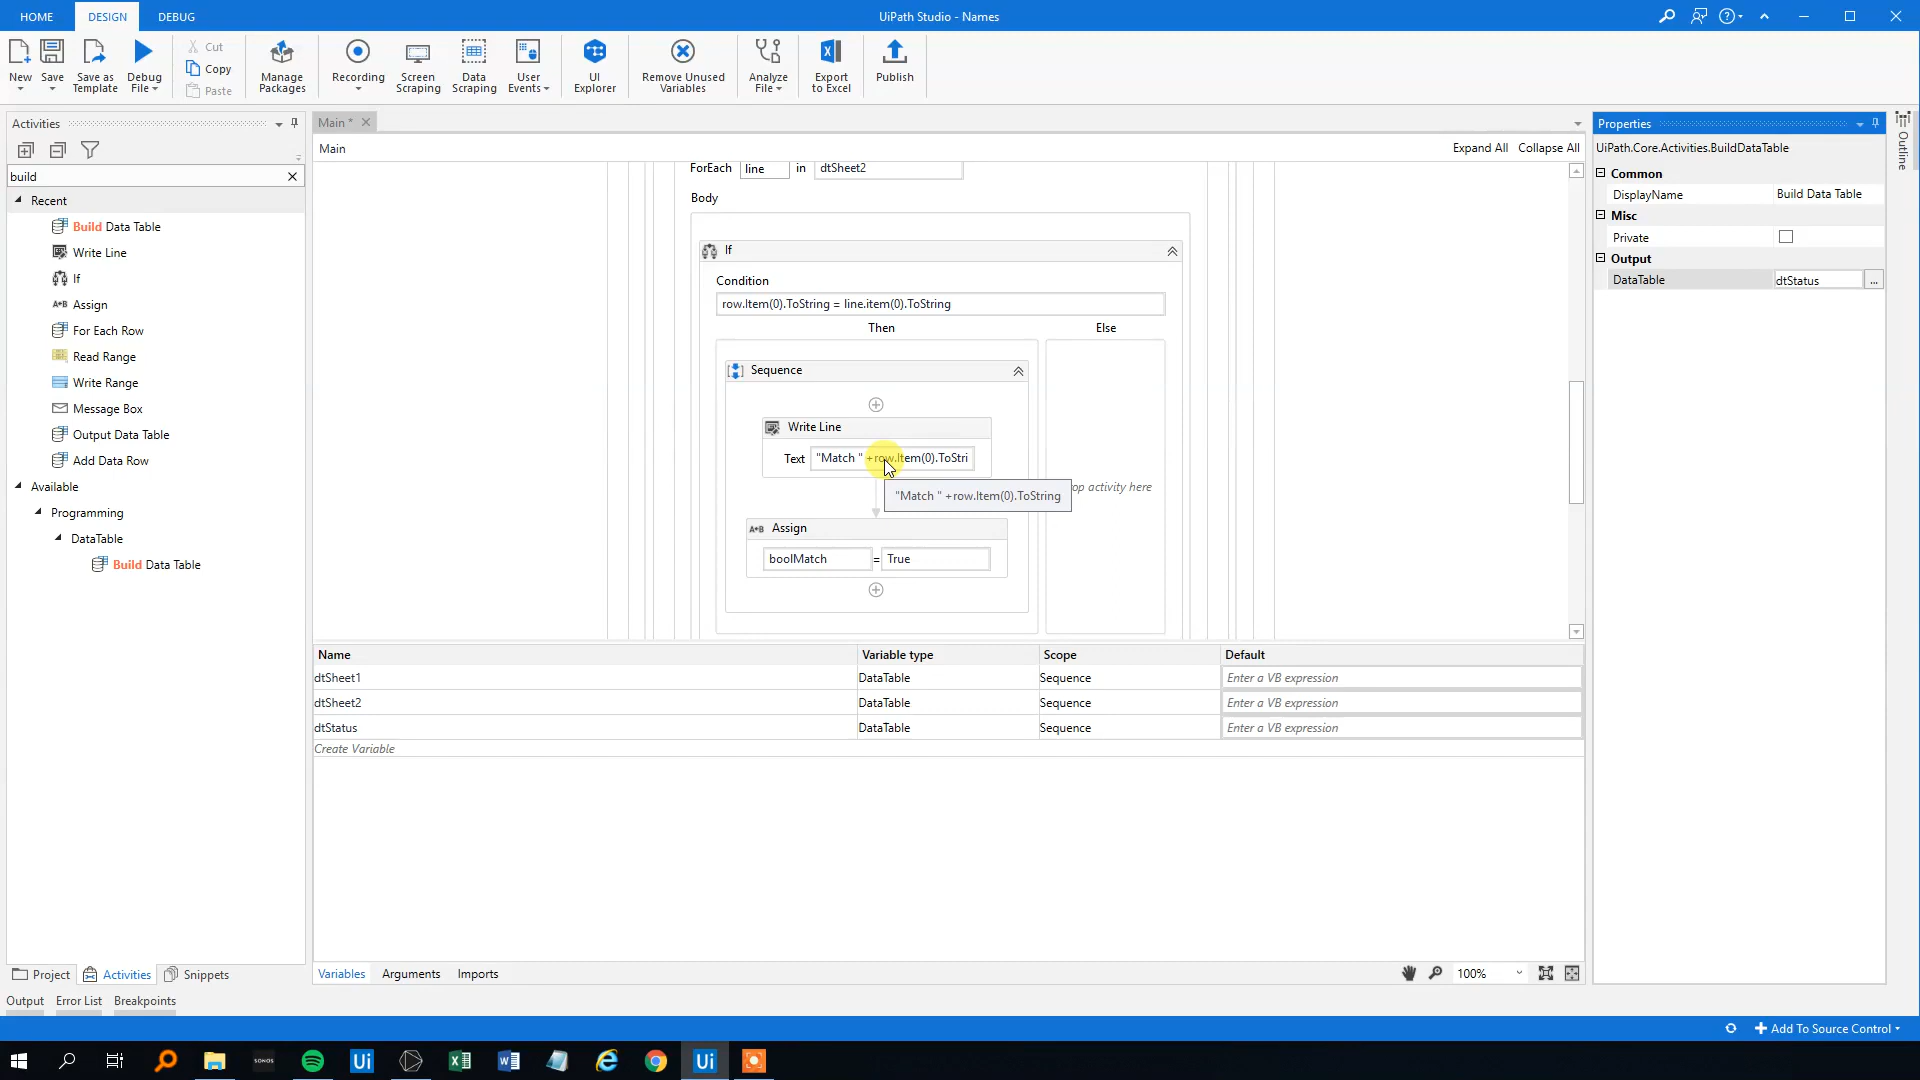 HOME
DESIGN
DEBUG
UiPath Studio - Names
New
Save
Save as Template
Debug File
Cut
Copy
Paste
Manage Packages
Recording
Screen Scraping
Data Scraping
User Events
UI Explorer
Remove Unused Variables
Analyze File
Export to Excel
Publish
Activities
build
Recent
Build Data Table
Write Line
If
Assign
For Each Row
Read Range
Write Range
Message Box
Output Data Table
Add Data Row
Available
Programming
DataTable
Build Data Table
Project
Activities
Snippets
Output
Error List
Breakpoints
Main *
Main
Expand All
Collapse All
ForEach line in dtSheet2
Body
If
Condition
row.Item(0).ToString = line.item(0).ToString
Then
Else
Sequence
Write Line
Text "Match " +row.Item(0).ToStri
"Match " +row.Item(0).ToString
op activity here
A+B Assign
boolMatch = True
Name Variable type Scope Default
dtSheet1 DataTable Sequence Enter a VB expression
dtSheet2 DataTable Sequence Enter a VB expression
dtStatus DataTable Sequence Enter a VB expression
Create Variable
Variables
Arguments
Imports
100%
Properties
UiPath.Core.Activities.BuildDataTable
Common
DisplayName Build Data Table
Misc
Private
Output
DataTable dtStatus ...
Outline
Add To Source Control
SONOS
Ui
Ui